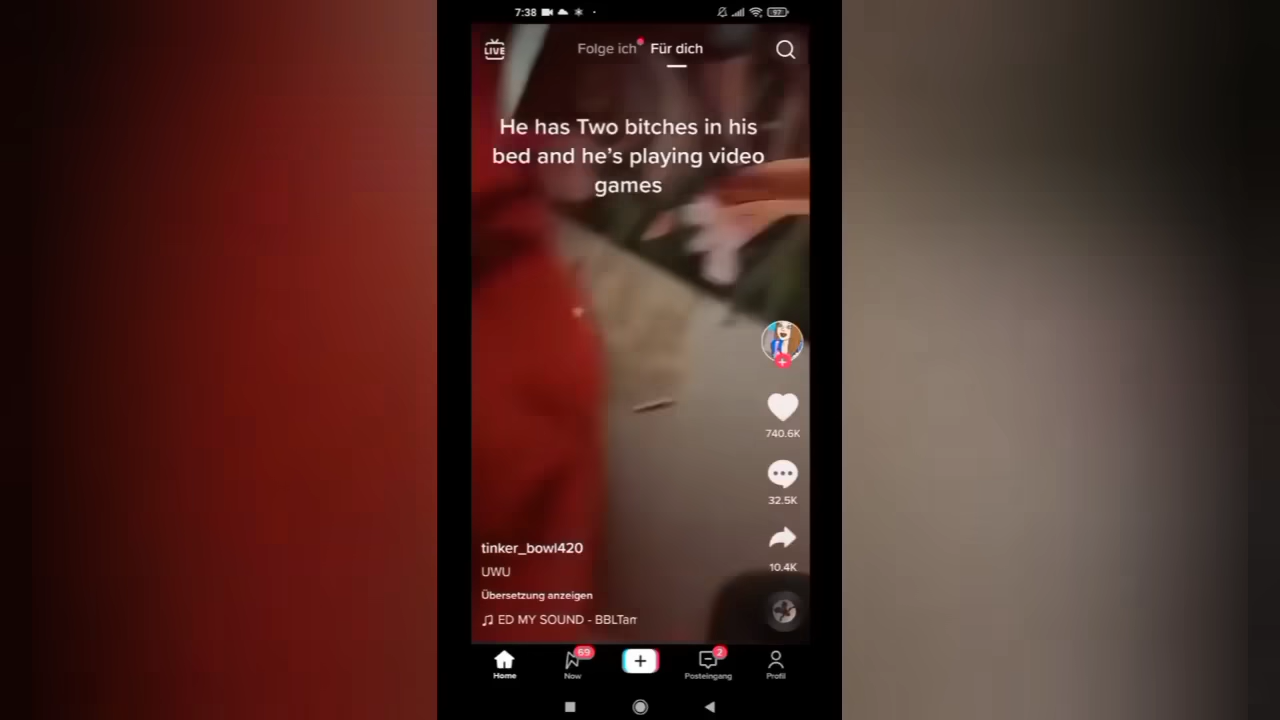 7:38
97
LIVE
Folge ich
Für dich
He has Two bitches in his
bed and he’s playing video
games
740.6K
32.5K
10.4K
tinker_bowl420
UWU
Übersetzung anzeigen
ED MY SOUND - BBLTam
Home
69
Now
2
Posteingang
Profil